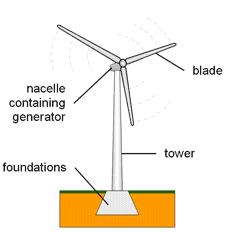 blade
nacelle
containing
generator
tower
foundations